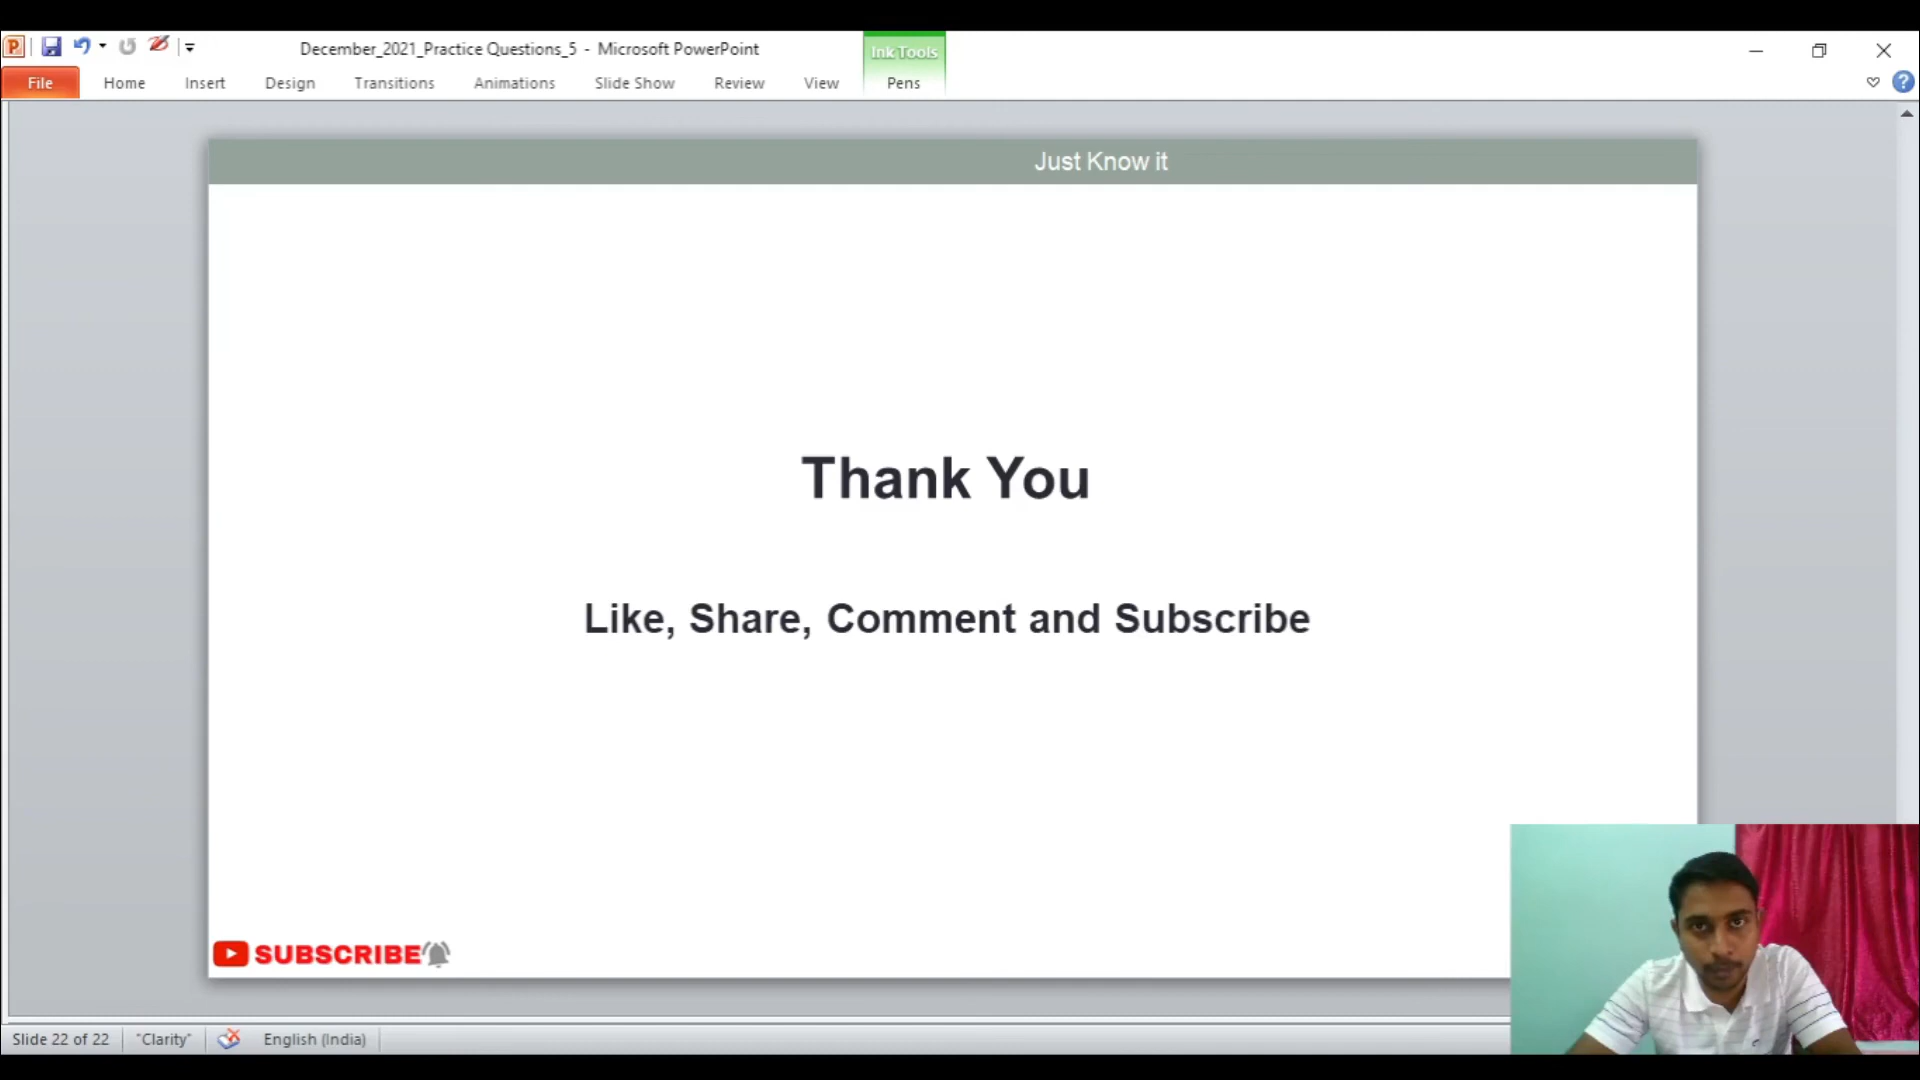 December_2021_Practice Questions_5 - Microsoft PowerPoint
Ink Tools
File Home Insert Design Transitions Animations Slide Show Review View Pens
Just Know it
Thank You
Like, Share, Comment and Subscribe
SUBSCRIBE
Slide 22 of 22 "Clarity" English (India)